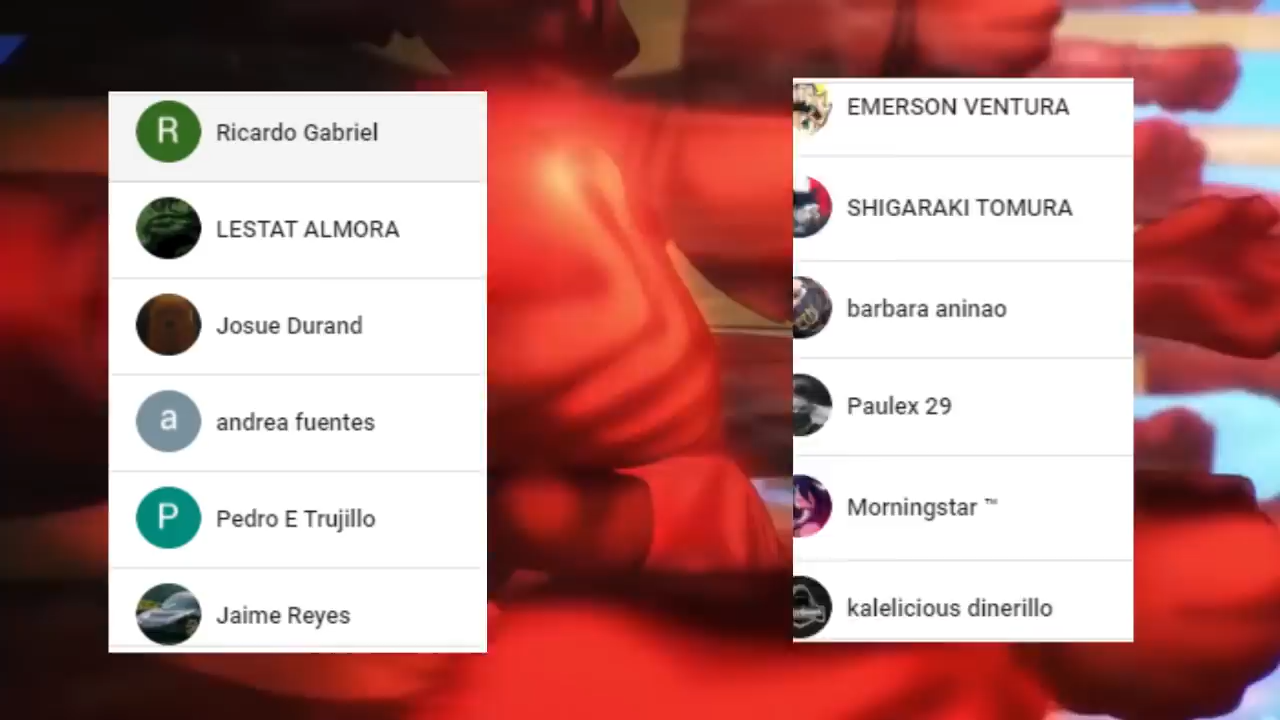 R
Ricardo Gabriel
LESTAT ALMORA
Josue Durand
a
andrea fuentes
P
Pedro E Trujillo
Jaime Reyes
EMERSON VENTURA
SHIGARAKI TOMURA
barbara aninao
Paulex 29
Morningstar ™
kalelicious dinerillo